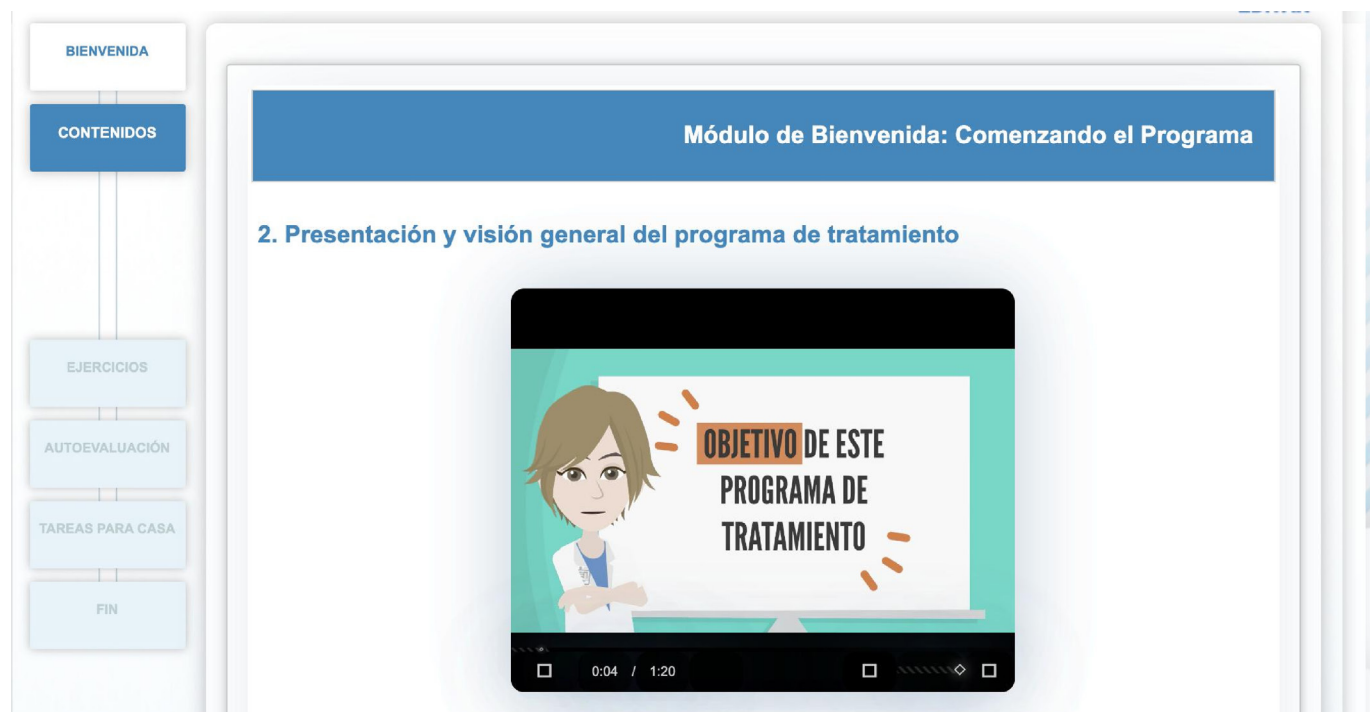 BIENVENIDA
CONTENIDOS
EJERCICIOS
AUTOEVALUACIÓN
TAREAS PARA CASA
FIN
Módulo de Bienvenida: Comenzando el Programa
2. Presentación y visión general del programa de tratamiento
OBJETIVO DE ESTE
PROGRAMA DE
TRATAMIENTO
0:04 / 1:20